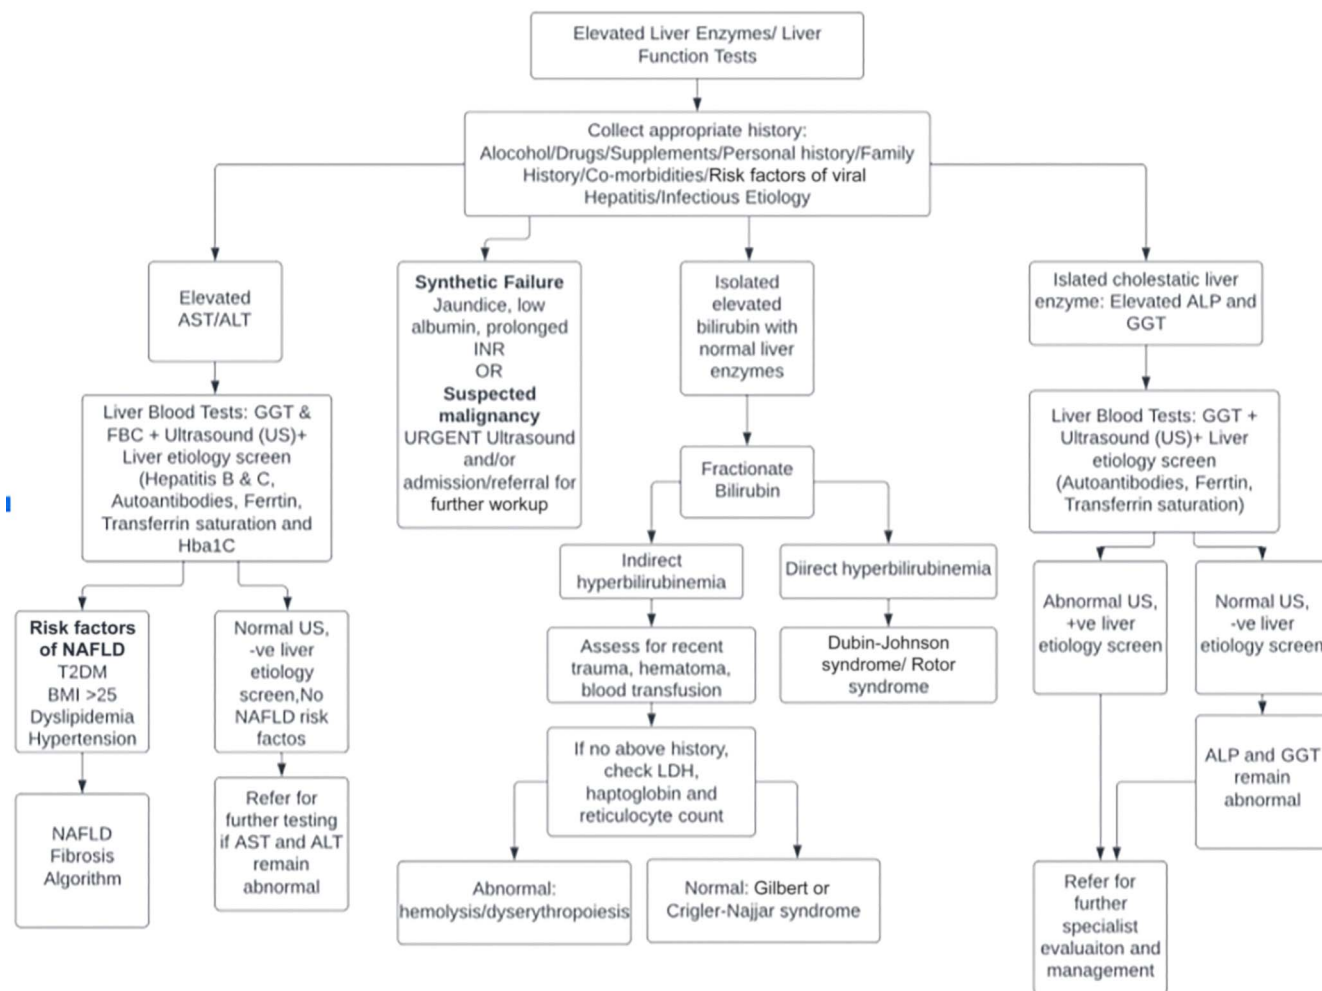 Elevated Liver Enzymes/ Liver
Function Tests
Collect appropriate history:
Alocohol/Drugs/Supplements/Personal history/Family
History/Co-morbidities/Risk factors of viral
Hepatitis/Infectious Etiology
Elevated
AST/ALT
Liver Blood Tests: GGT &
FBC + Ultrasound (US)+
Liver etiology screen
(Hepatitis B & C,
Autoantibodies, Ferrtin,
Transferrin saturation and
Hba1C
Risk factors
of NAFLD
T2DM
BMI >25
Dyslipidemia
Hypertension
NAFLD
Fibrosis
Algorithm
Normal US,
-ve liver
etiology
screen,No
NAFLD risk
factos
Refer for
further testing
if AST and ALT
remain
abnormal
Synthetic Failure
Jaundice, low
albumin, prolonged
INR
OR
Suspected
malignancy
URGENT Ultrasound
and/or
admission/referral for
further workup
Isolated
elevated
bilirubin with
normal liver
enzymes
Fractionate
Bilirubin
Indirect
hyperbilirubinemia
Assess for recent
trauma, hematoma,
blood transfusion
If no above history,
check LDH,
haptoglobin and
reticulocyte count
Abnormal:
hemolysis/dyserythropoiesis
Normal: Gilbert or
Crigler-Najjar syndrome
Diirect hyperbilirubinemia
Dubin-Johnson
syndrome/ Rotor
syndrome
Islated cholestatic liver
enzyme: Elevated ALP and
GGT
Liver Blood Tests: GGT +
Ultrasound (US)+ Liver
etiology screen
(Autoantibodies, Ferrtin,
Transferrin saturation)
Abnormal US,
+ve liver
etiology screen
Normal US,
-ve liver
etiology screen
ALP and GGT
remain
abnormal
Refer for
further
specialist
evaluaiton and
management